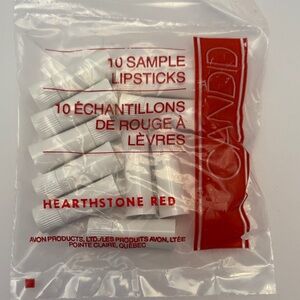 10 SAMPLE
LIPSTICKS
10 ÉCHANTILLONS
DE ROUGE À
LÈVRES
HEARTHSTONE RED
AVON PRODUCTS, LTD./LES PRODUITS AVON, LTÉE
POINTE CLAIRE, QUÉBEC